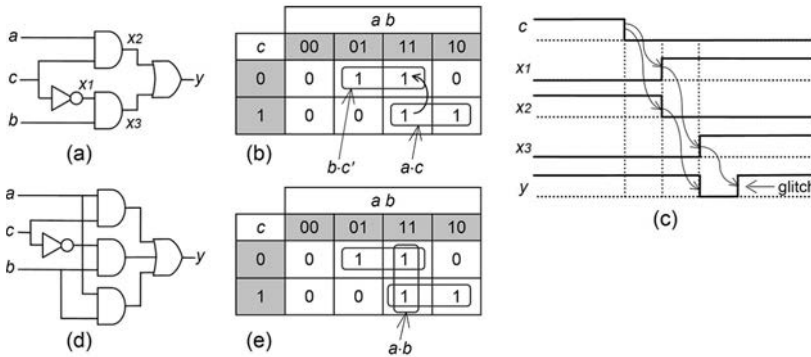 a
x2
c
x1
y
b
x3
(a)
a b
c 00 01 11 10
0 0 1 1 0
1 0 0 1 1
(b)
b·c'
a·c
c
x1
x2
x3
y
glitch
(c)
a
c
y
b
(d)
a b
c 00 01 11 10
0 0 1 1 0
1 0 0 1 1
(e)
a·b